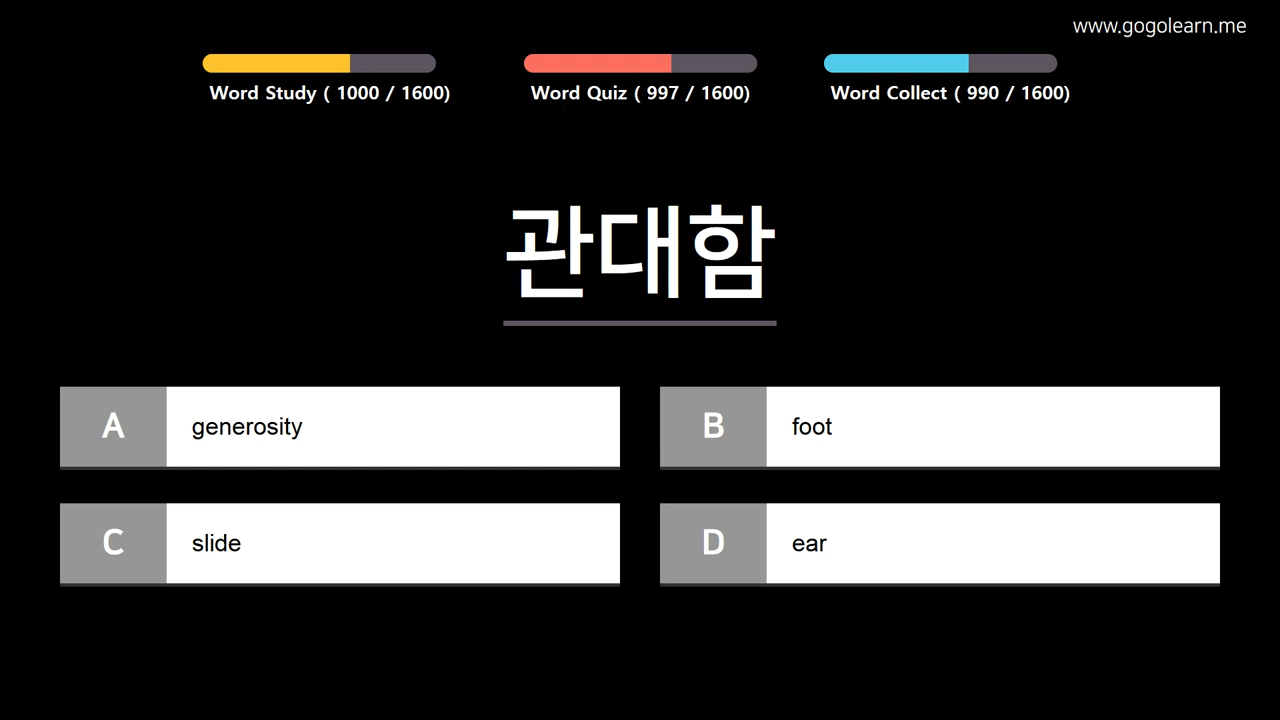 www.gogolearn.me
Word Study ( 1000 / 1600)
Word Quiz ( 997 / 1600)
Word Collect ( 990 / 1600)
관대함
A generosity
B foot
C slide
D ear